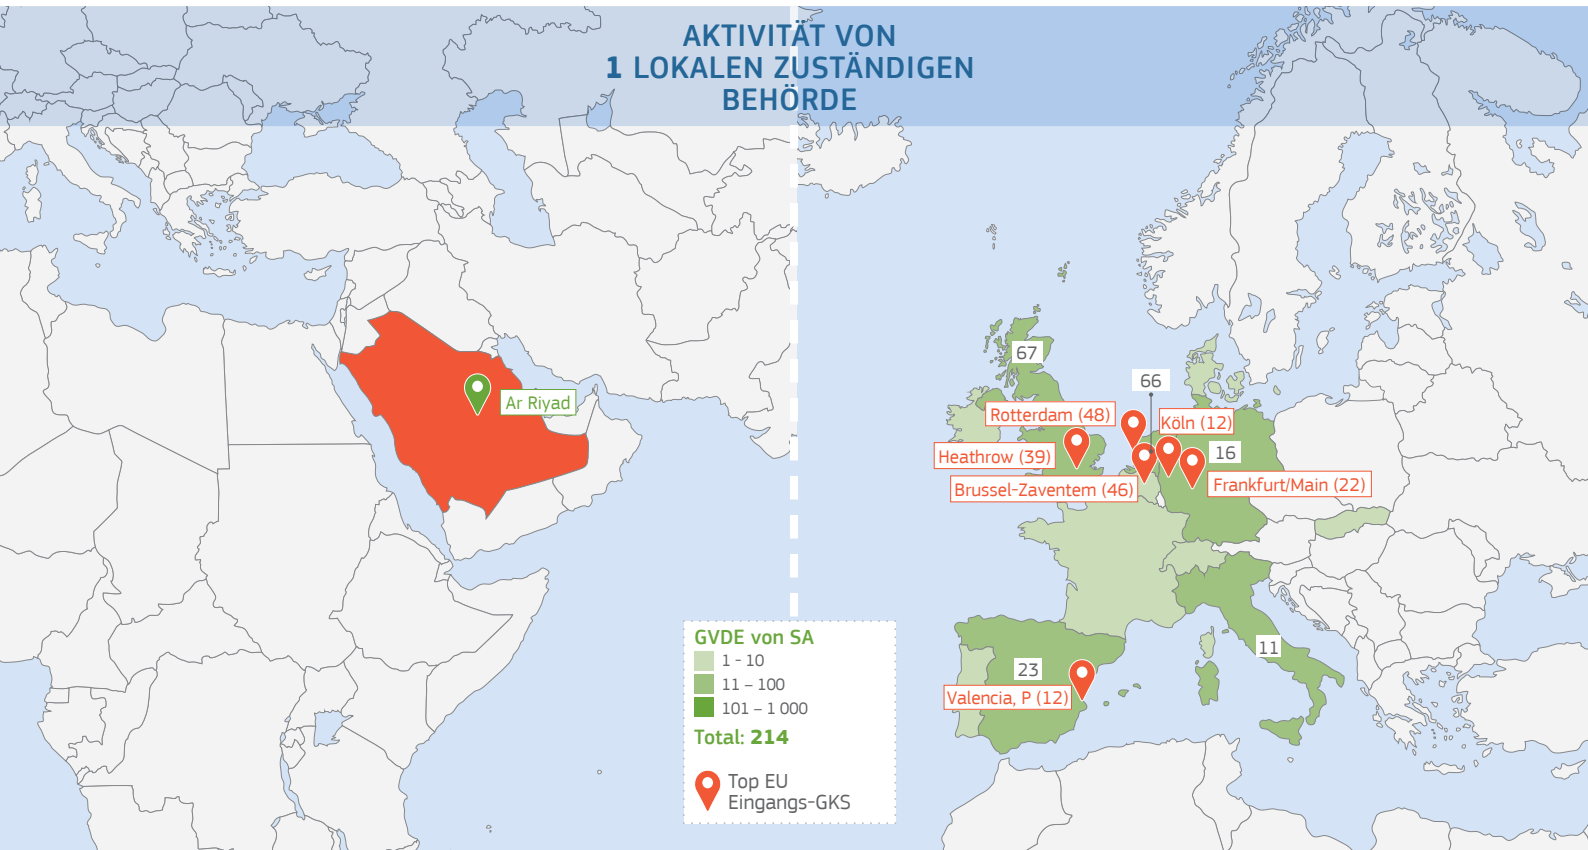 AKTIVITÄT VON
1 LOKALEN ZUSTÄNDIGEN
BEHÖRDE
Ar Riyad
67
66
Rotterdam (48)
Köln (12)
Heathrow (39)
16
Brussel-Zaventem (46)
Frankfurt/Main (22)
11
23
Valencia, P (12)
GVDE von SA
1 - 10
11 – 100
101 – 1 000
Total: 214
Top EU
Eingangs-GKS